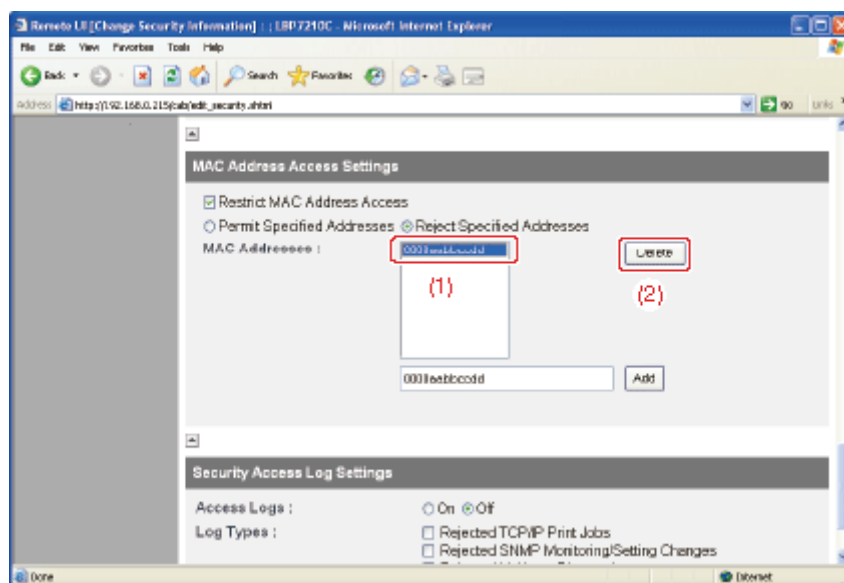 Remote UI [Change Security Information] : ; LBP7210C - Microsoft Internet Explorer
File Edit View Favorites Tools Help
Back Search Favorites
Address http://192.168.0.215/cab/edit_security.shtml Go Links
MAC Address Access Settings
Restrict MAC Address Access
Permit Specified Addresses Reject Specified Addresses
MAC Addresses : Delete
(1) (2)
Add
Security Access Log Settings
Access Logs : On Off
Log Types : Rejected TCP/IP Print Jobs
Rejected SNMP Monitoring/Setting Changes
Done Internet